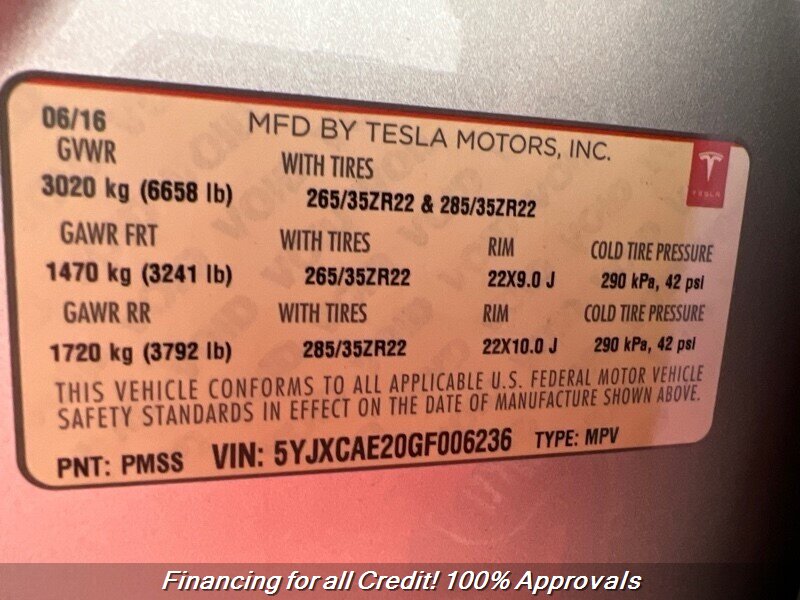 06/16 MFD BY TESLA MOTORS, INC.
GVWR WITH TIRES
3020 kg (6658 lb) 265/35ZR22 & 285/35ZR22
TESLA
GAWR FRT WITH TIRES RIM COLD TIRE PRESSURE
1470 kg (3241 lb) 265/35ZR22 22X9.0 J 290 kPa, 42 psi
GAWR RR WITH TIRES RIM COLD TIRE PRESSURE
1720 kg (3792 lb) 285/35ZR22 22X10.0 J 290 kPa, 42 psi
THIS VEHICLE CONFORMS TO ALL APPLICABLE U.S. FEDERAL MOTOR VEHICLE
SAFETY STANDARDS IN EFFECT ON THE DATE OF MANUFACTURE SHOWN ABOVE.
PNT: PMSS VIN: 5YJXCAE20GF006236 TYPE: MPV
Financing for all Credit! 100% Approvals